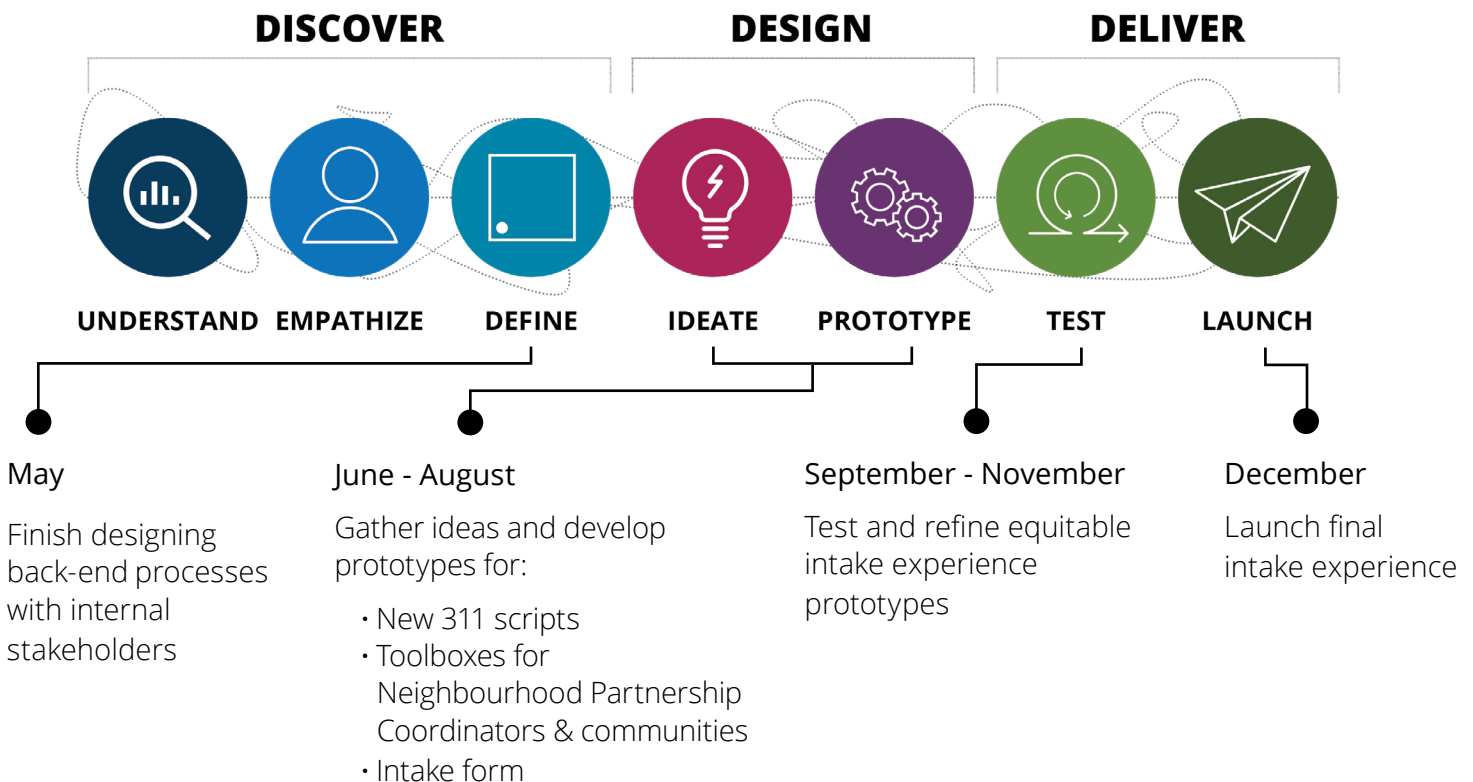 DISCOVER
DESIGN
DELIVER
UNDERSTAND
EMPATHIZE
DEFINE
IDEATE
PROTOTYPE
TEST
LAUNCH
May
Finish designing
back-end processes
with internal
stakeholders
June - August
Gather ideas and develop
prototypes for:
· New 311 scripts
· Toolboxes for
Neighbourhood Partnership
Coordinators & communities
· Intake form
September - November
Test and refine equitable
intake experience
prototypes
December
Launch final
intake experience